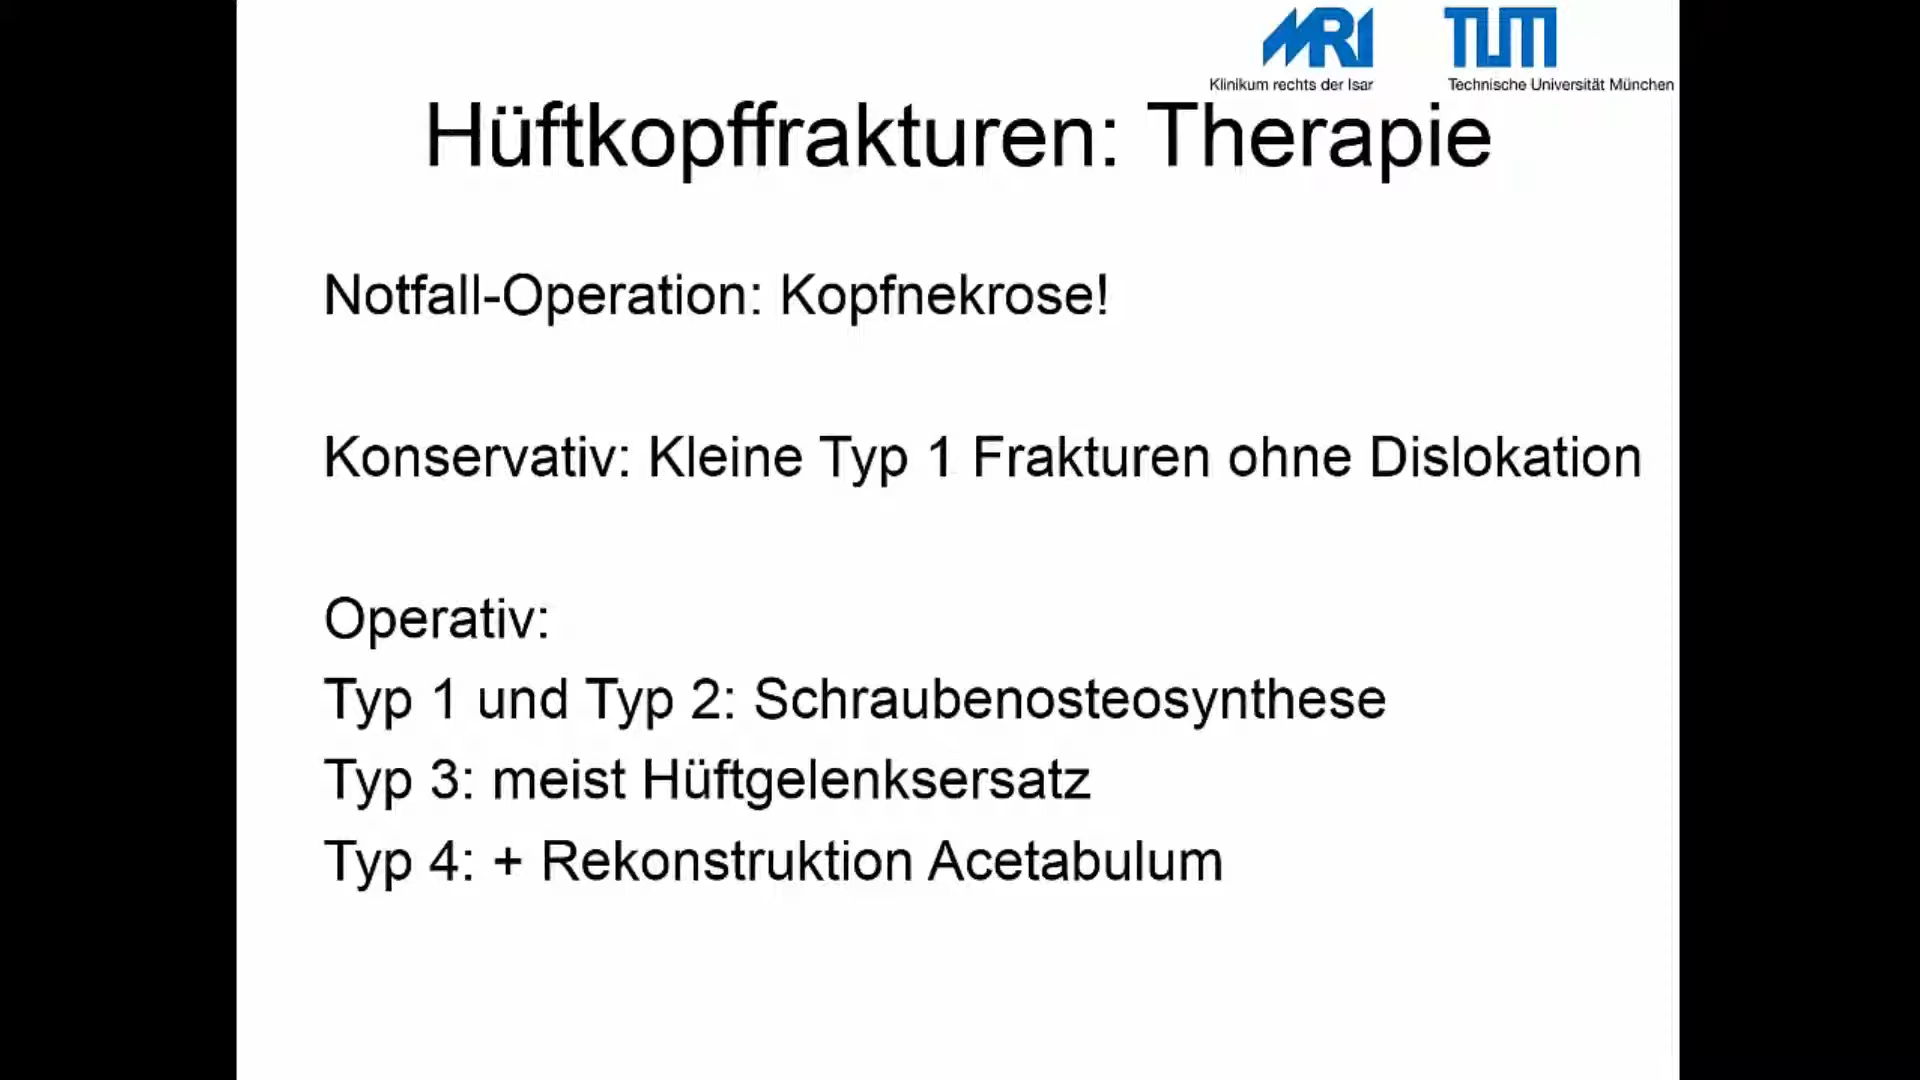 MRI TUM
Klinikum rechts der Isar Technische Universität München
Hüftkopffrakturen: Therapie
Notfall-Operation: Kopfnekrose!
Konservativ: Kleine Typ 1 Frakturen ohne Dislokation
Operativ:
Typ 1 und Typ 2: Schraubenosteosynthese
Typ 3: meist Hüftgelenksersatz
Typ 4: + Rekonstruktion Acetabulum